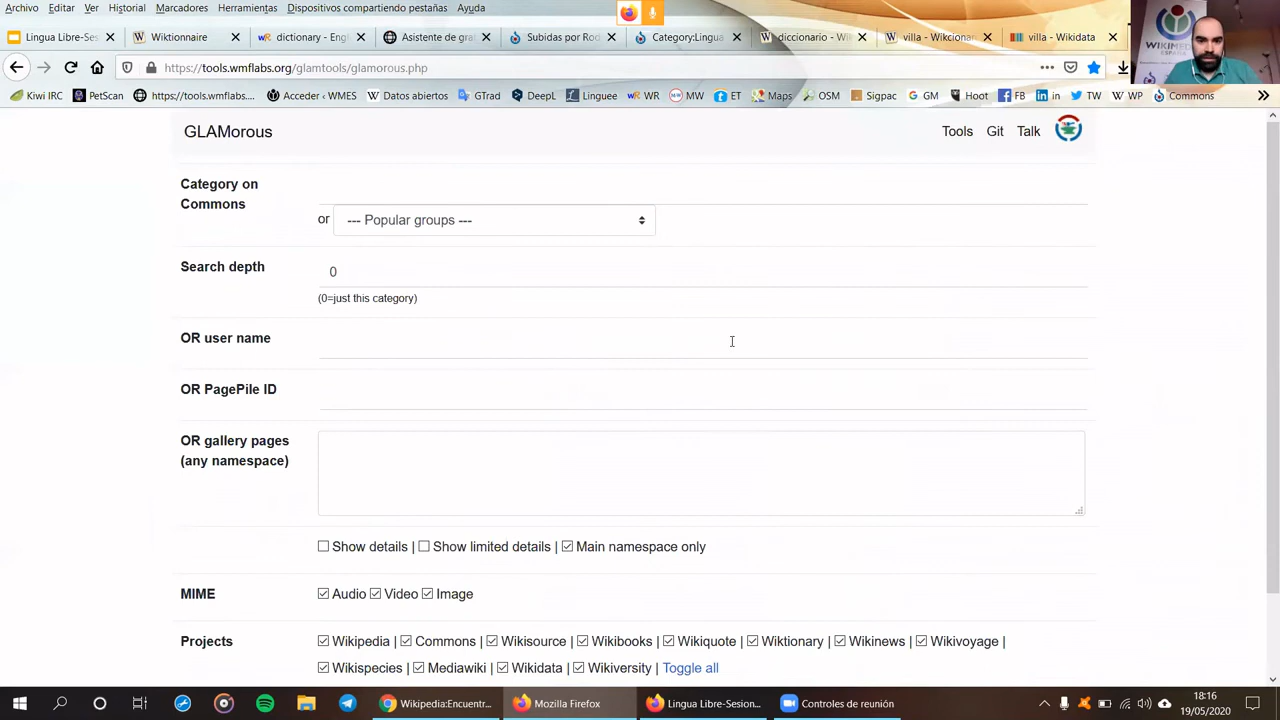 Archivo Editar Ver Historial Marcadores Herramientas Dispositivos compartiendo pestañas Ayuda
Lingua Libre-Ses Wiktionnaire dictionary - Engl Asistente de gral Subidas por Rod Category:Lingua diccionario - Wik villa - Wikcionar villa - Wikidata
https://tools.wmflabs.org/glamtools/glamorous.php
Kiwi IRC PetScan https://tools.wmflabs... Acceder ‹ WMES Datos abiertos GTrad DeepL Linguee WR MW ET Maps OSM Sigpac GM Hoot FB in TW WP Commons
GLAMorous Tools Git Talk
Category on
Commons
or --- Popular groups ---
Search depth 0
(0=just this category)
OR user name
OR PagePile ID
OR gallery pages
(any namespace)
Show details | Show limited details | Main namespace only
MIME Audio Video Image
Projects Wikipedia | Commons | Wikisource | Wikibooks | Wikiquote | Wiktionary | Wikinews | Wikivoyage |
Wikispecies | Mediawiki | Wikidata | Wikiversity | Toggle all
Wikipedia:Encuentr... Mozilla Firefox Lingua Libre-Sesion... Controles de reunión
18:16
19/05/2020